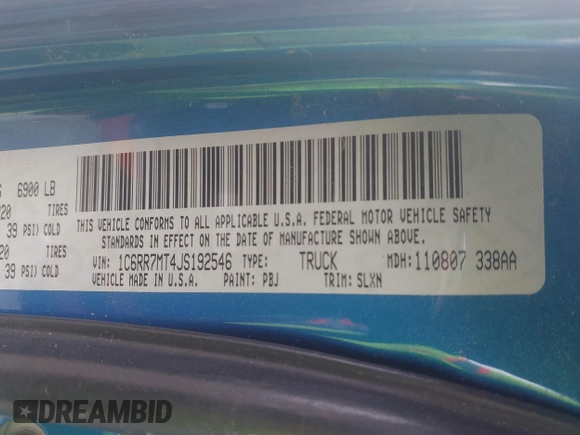 6900 LB
20 TIRES
39 PSI) COLD
20 TIRES
39 PSI) COLD
THIS VEHICLE CONFORMS TO ALL APPLICABLE U.S.A. FEDERAL MOTOR VEHICLE SAFETY
STANDARDS IN EFFECT ON THE DATE OF MANUFACTURE SHOWN ABOVE.
VIN: 1C6RR7MT4JS192546 TYPE: TRUCK MDH: 110807 338AA
VEHICLE MADE IN U.S.A. PAINT: PBJ TRIM: SLXN
DREAMBID